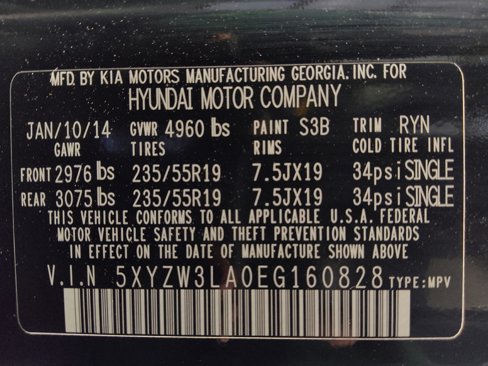 MFD. BY KIA MOTORS MANUFACTURING GEORGIA. INC. FOR
HYUNDAI MOTOR COMPANY
JAN/10/14 GVWR 4960 lbs PAINT S3B TRIM RYN
GAWR TIRES RIMS COLD TIRE INFL
FRONT 2976 lbs 235/55R19 7.5JX19 34psi SINGLE
REAR 3075 lbs 235/55R19 7.5JX19 34psi SINGLE
THIS VEHICLE CONFORMS TO ALL APPLICABLE U.S.A. FEDERAL
MOTOR VEHICLE SAFETY AND THEFT PREVENTION STANDARDS
IN EFFECT ON THE DATE OF MANUFACTURE SHOWN ABOVE.
V.I.N 5XYZW3LA0EG160828 TYPE:MPV